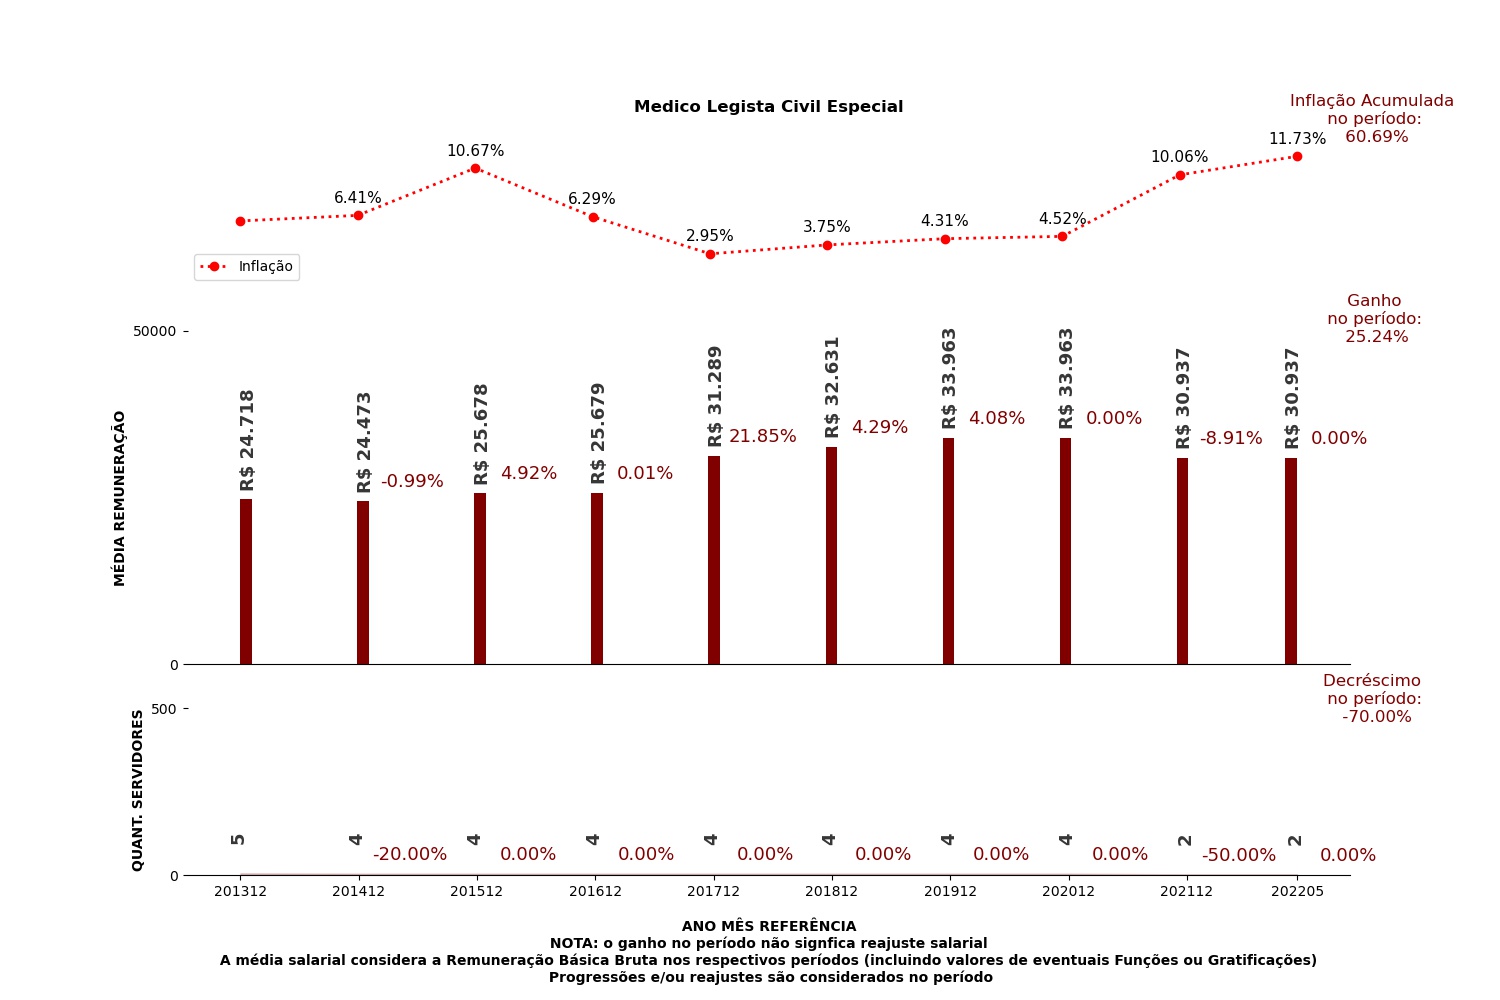 Medico Legista Civil Especial
Inflação Acumulada
no período:
60.69%
6.41%
10.67%
6.29%
2.95%
3.75%
4.31%
4.52%
10.06%
11.73%
Inflação
Ganho
no período:
25.24%
MÉDIA REMUNERAÇÃO
50000
0
R$ 24.718
R$ 24.473
R$ 25.678
R$ 25.679
R$ 31.289
R$ 32.631
R$ 33.963
R$ 33.963
R$ 30.937
R$ 30.937
-0.99%
4.92%
0.01%
21.85%
4.29%
4.08%
0.00%
-8.91%
0.00%
Decréscimo
no período:
-70.00%
QUANT. SERVIDORES
500
0
5
4
4
4
4
4
4
4
2
2
-20.00%
0.00%
0.00%
0.00%
0.00%
0.00%
0.00%
-50.00%
0.00%
201312
201412
201512
201612
201712
201812
201912
202012
202112
202205
ANO MÊS REFERÊNCIA
NOTA: o ganho no período não signfica reajuste salarial
A média salarial considera a Remuneração Básica Bruta nos respectivos períodos (incluindo valores de eventuais Funções ou Gratificações)
Progressões e/ou reajustes são considerados no período